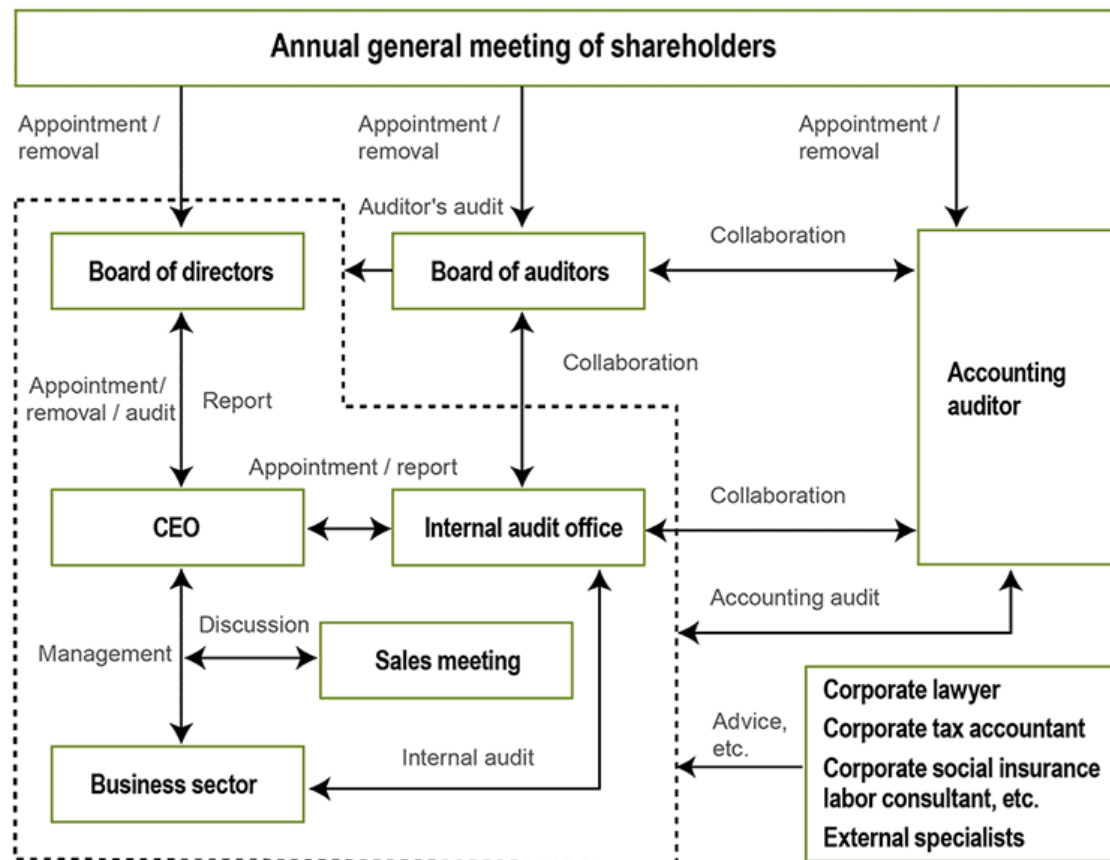 Annual general meeting of shareholders
Appointment /
removal
Appointment /
removal
Appointment /
removal
Auditor's audit
Board of directors
Board of auditors
Collaboration
Accounting
auditor
Appointment/
removal / audit
Report
Collaboration
Appointment / report
CEO
Internal audit office
Collaboration
Accounting audit
Discussion
Management
Sales meeting
Business sector
Internal audit
Advice,
etc.
Corporate lawyer
Corporate tax accountant
Corporate social insurance
labor consultant, etc.
External specialists